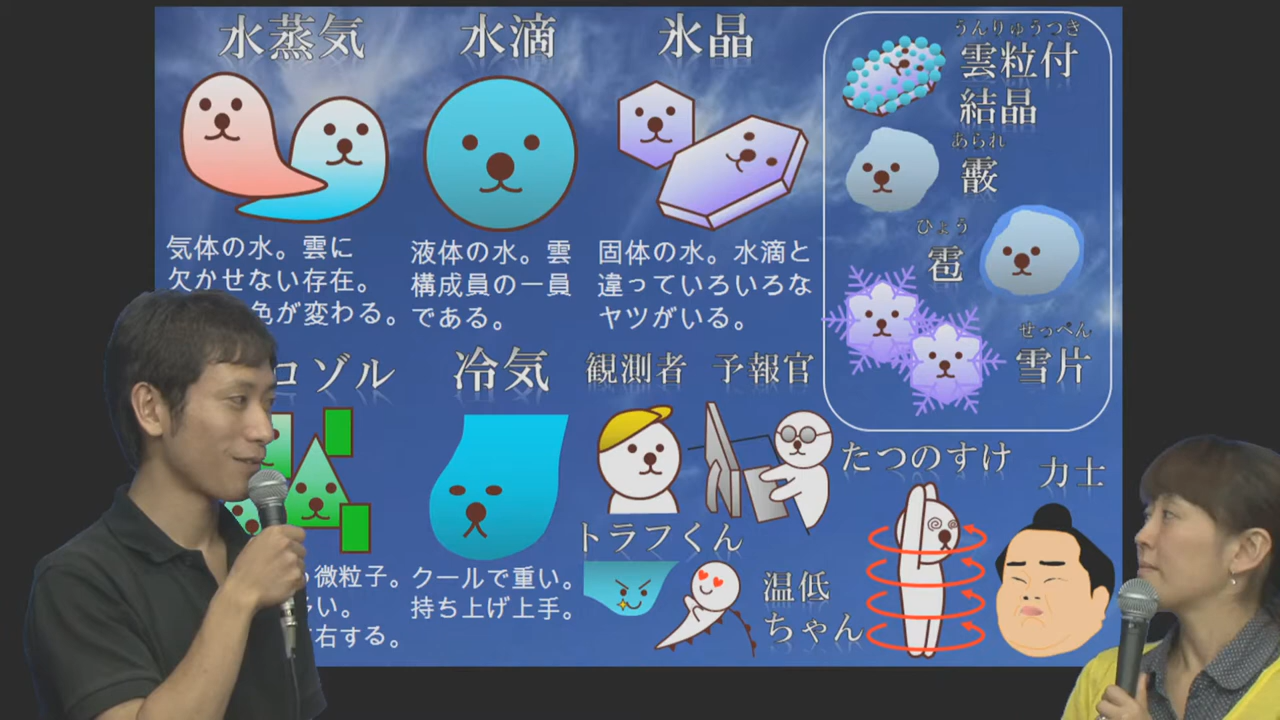 水蒸気
気体の水。雲に
欠かせない存在。
色が変わる。
水滴
液体の水。雲
構成員の一員
である。
氷晶
固体の水。水滴と
違っていろいろな
ヤツがいる。
うんりゅうつき
雲粒付
結晶
あられ
霰
ひょう
雹
せっぺん
雪片
コゾル
微粒子。
い。
右する。
冷気
クールで重い。
持ち上げ上手。
観測者
予報官
トラフくん
温低
ちゃん
たつのすけ
力士